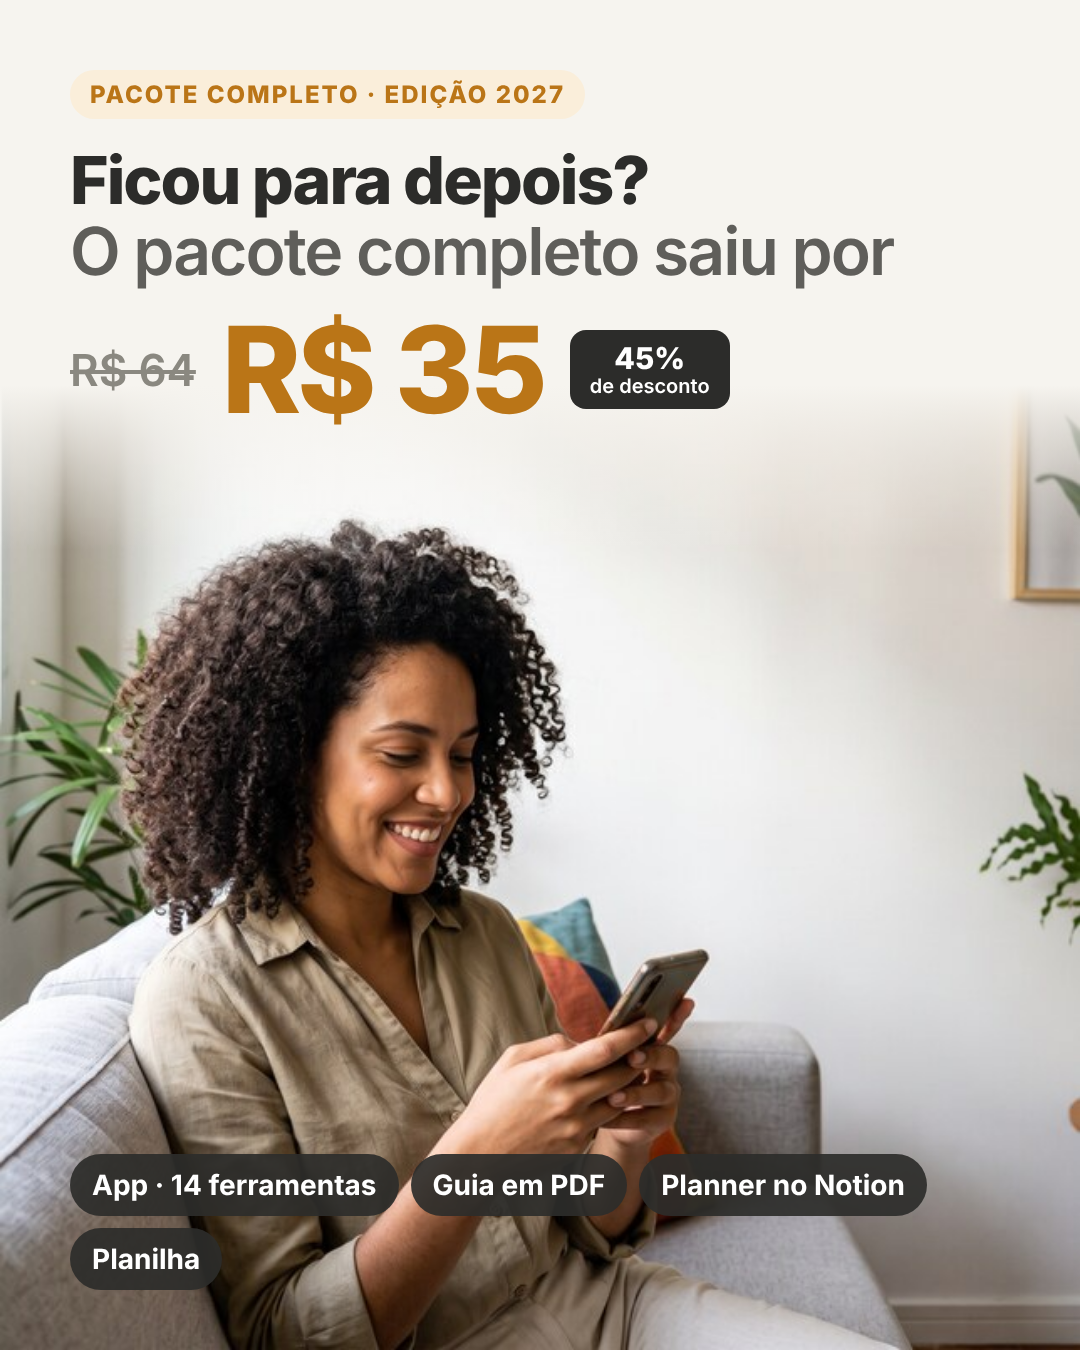 PACOTE COMPLETO · EDIÇÃO 2027
Ficou para depois?
O pacote completo saiu por
R$ 64 R$ 35 45%
de desconto
App · 14 ferramentas Guia em PDF Planner no Notion
Planilha